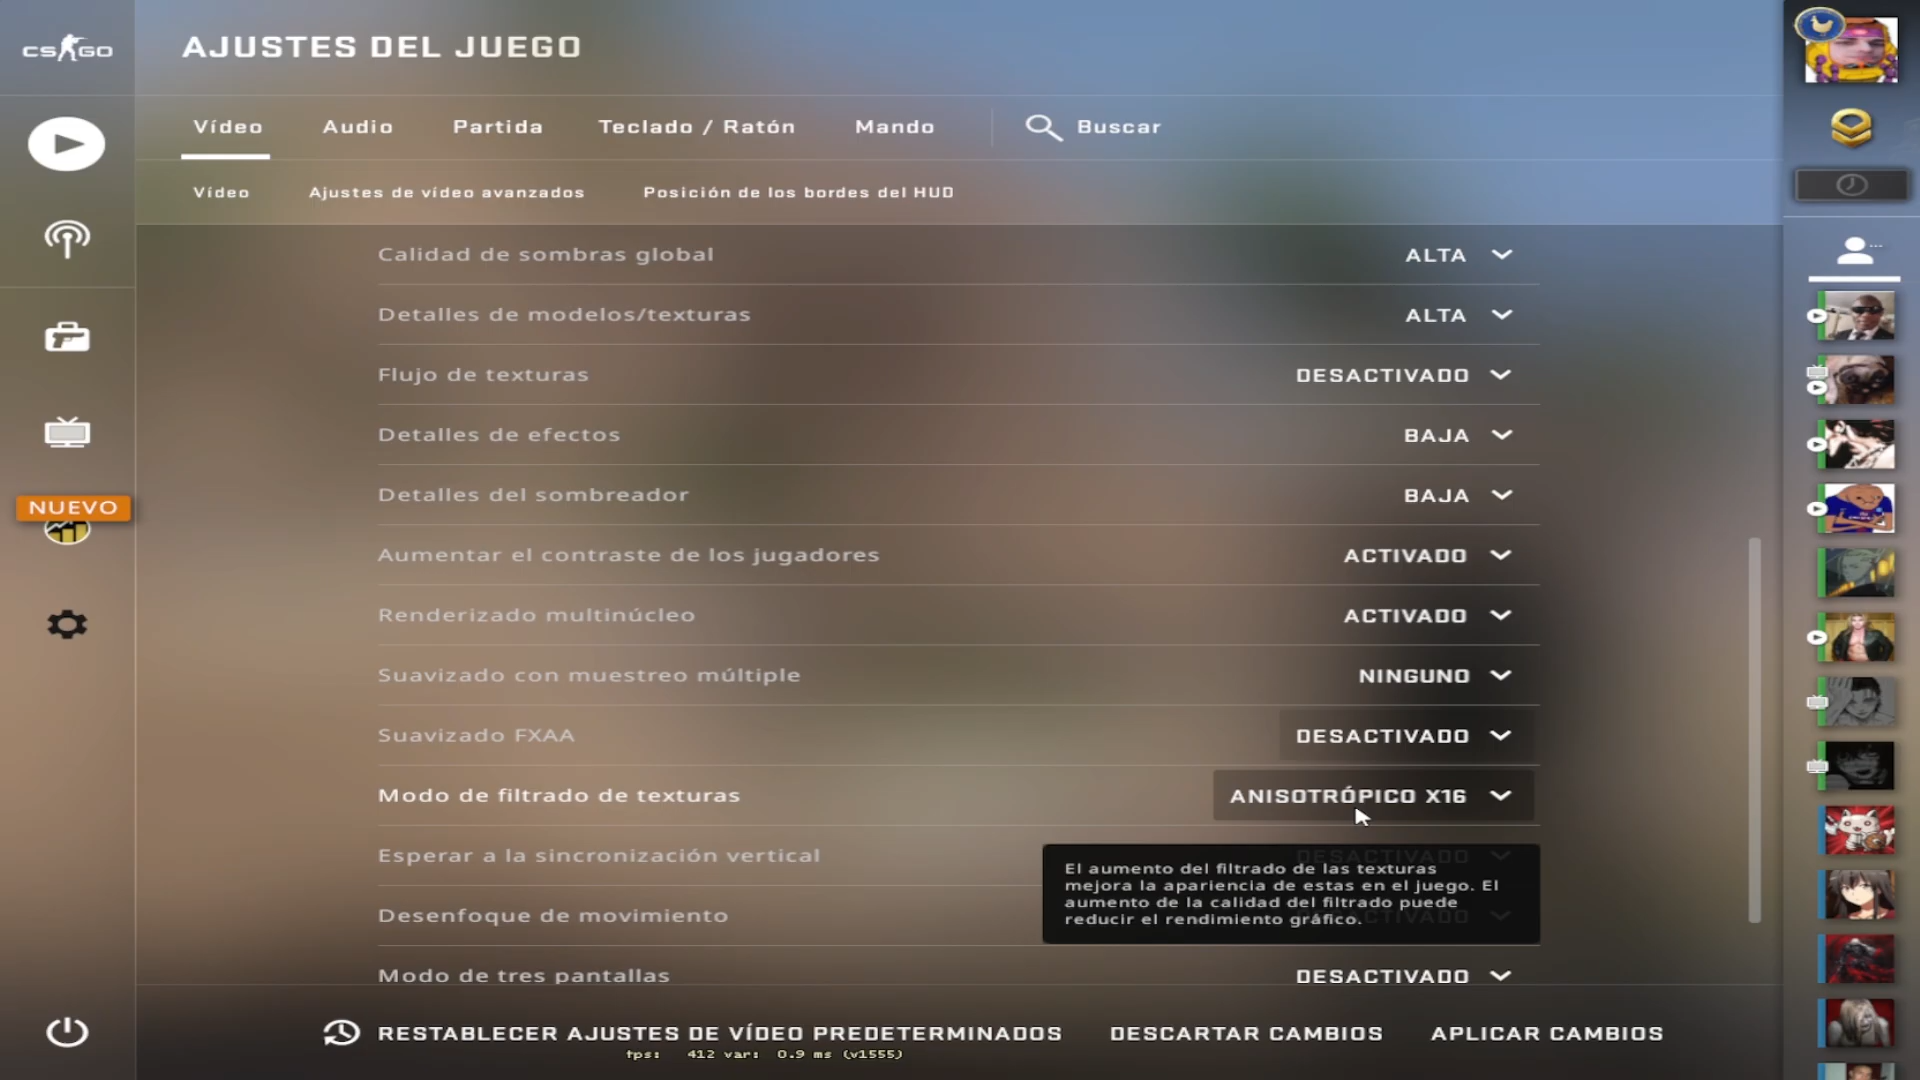 CS GO
AJUSTES DEL JUEGO
Vídeo Audio Partida Teclado / Ratón Mando Buscar
Vídeo Ajustes de vídeo avanzados Posición de los bordes del HUD
Calidad de sombras global ALTA
Detalles de modelos/texturas ALTA
Flujo de texturas DESACTIVADO
Detalles de efectos BAJA
Detalles del sombreador BAJA
NUEVO
Aumentar el contraste de los jugadores ACTIVADO
Renderizado multinúcleo ACTIVADO
Suavizado con muestreo múltiple NINGUNO
Suavizado FXAA DESACTIVADO
Modo de filtrado de texturas ANISOTRÓPICO X16
Esperar a la sincronización vertical DESACTIVADO
El aumento del filtrado de las texturas
mejora la apariencia de estas en el juego. El
aumento de la calidad del filtrado puede
reducir el rendimiento gráfico.
Desenfoque de movimiento DESACTIVADO
Modo de tres pantallas DESACTIVADO
RESTABLECER AJUSTES DE VÍDEO PREDETERMINADOS DESCARTAR CAMBIOS APLICAR CAMBIOS
fps: 412 var: 0.9 ms (v1555)